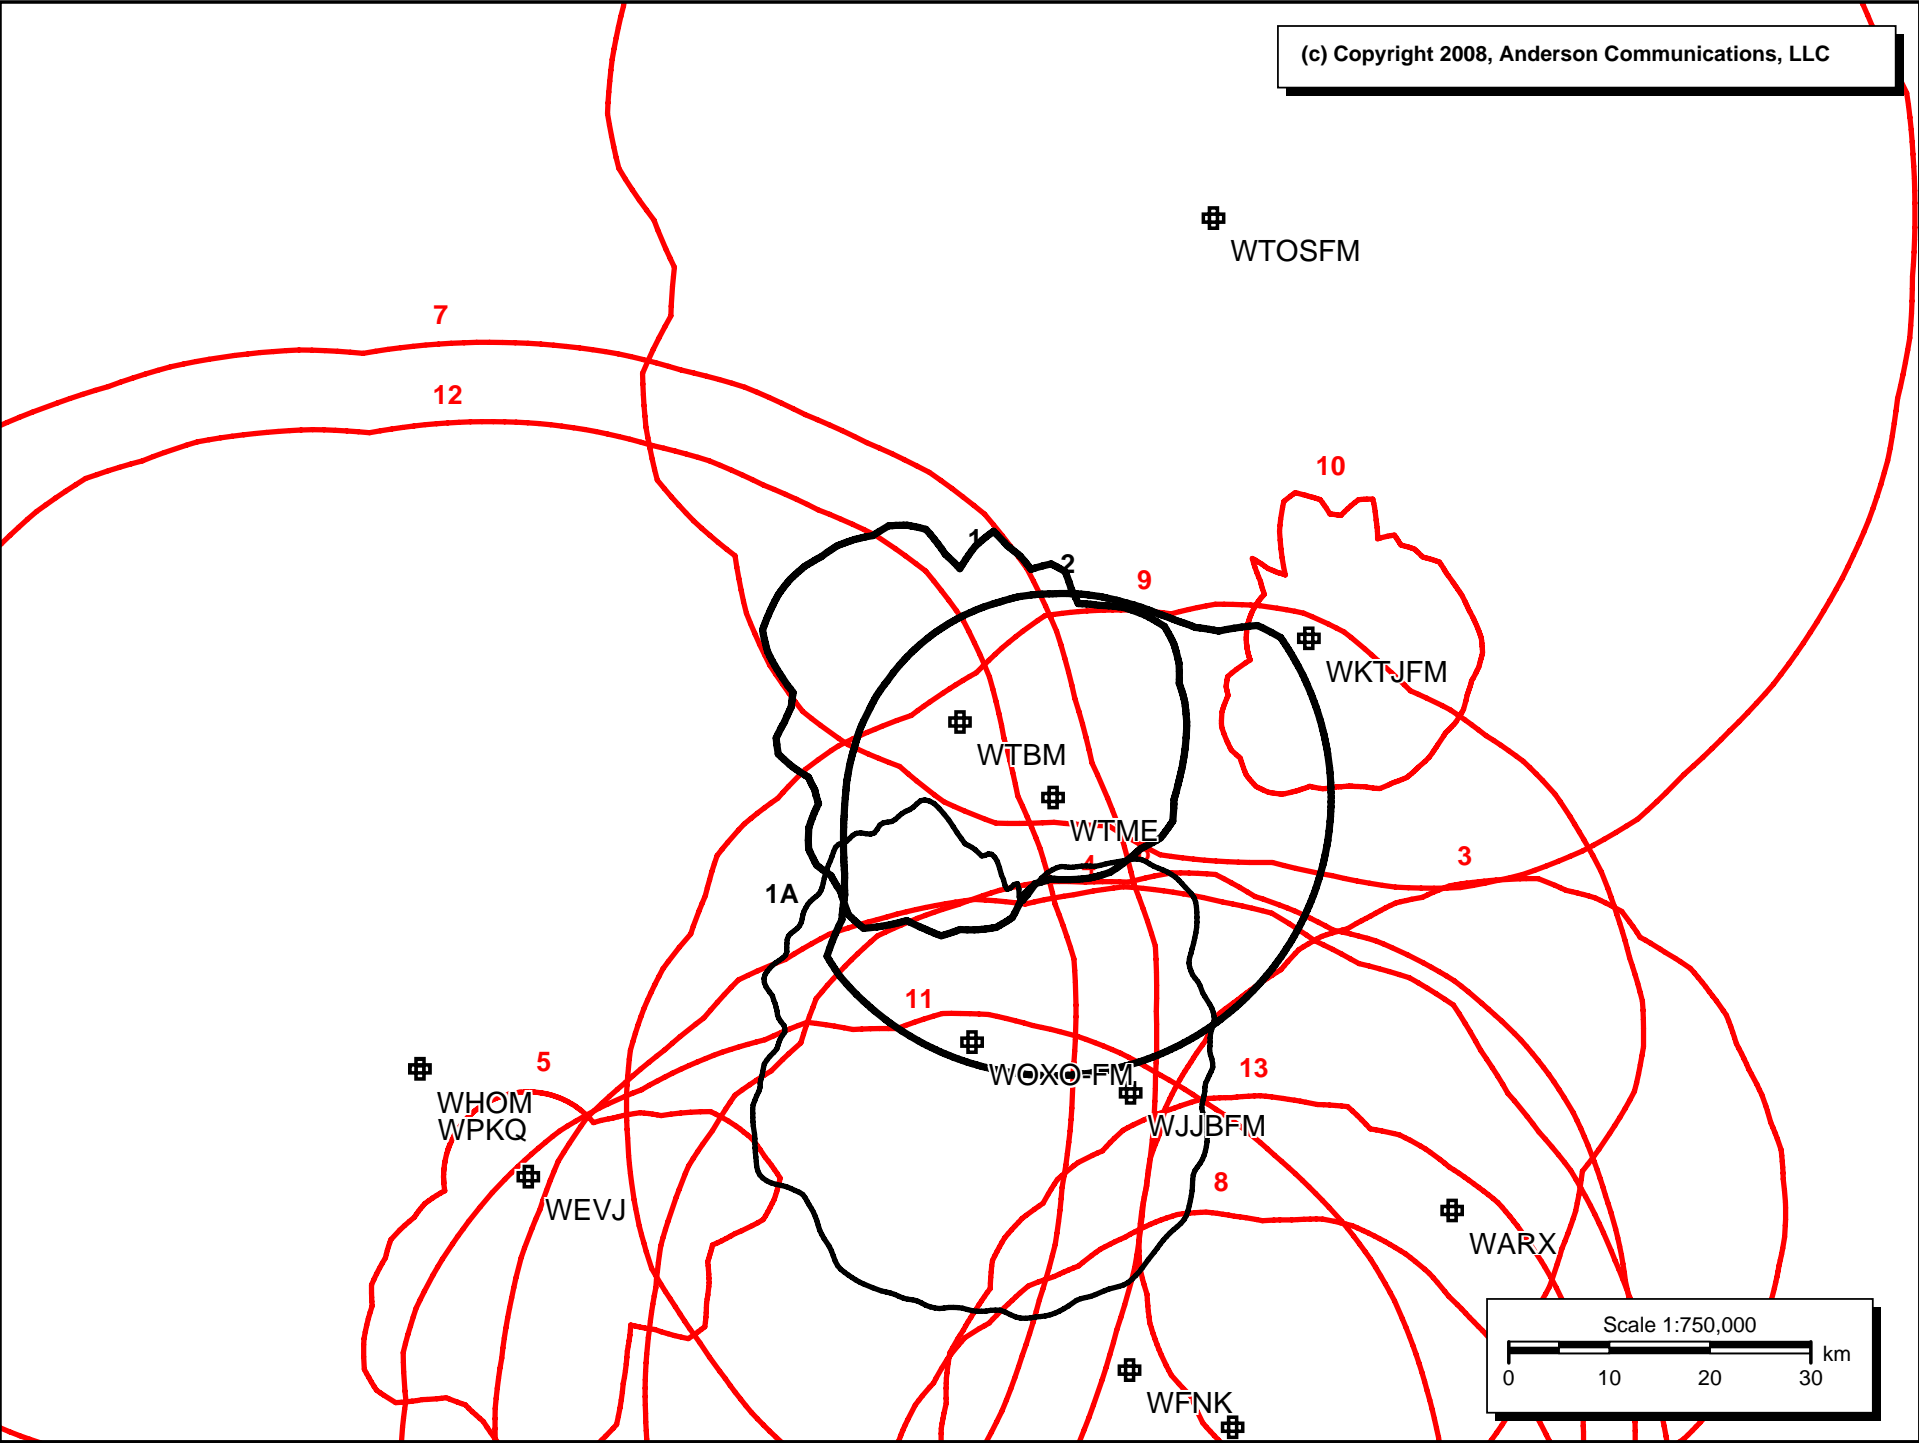 (c) Copyright 2008, Anderson Communications, LLC
WTOSFM
7
12
10
1
2
9
WKTJFM
WTBM
WTME
4
3
1A
11
5
WOXO-FM
13
WHOM
WPKQ
WJJBFM
8
WEVJ
WARX
Scale 1:750,000
km
0 10 20 30
WFNK